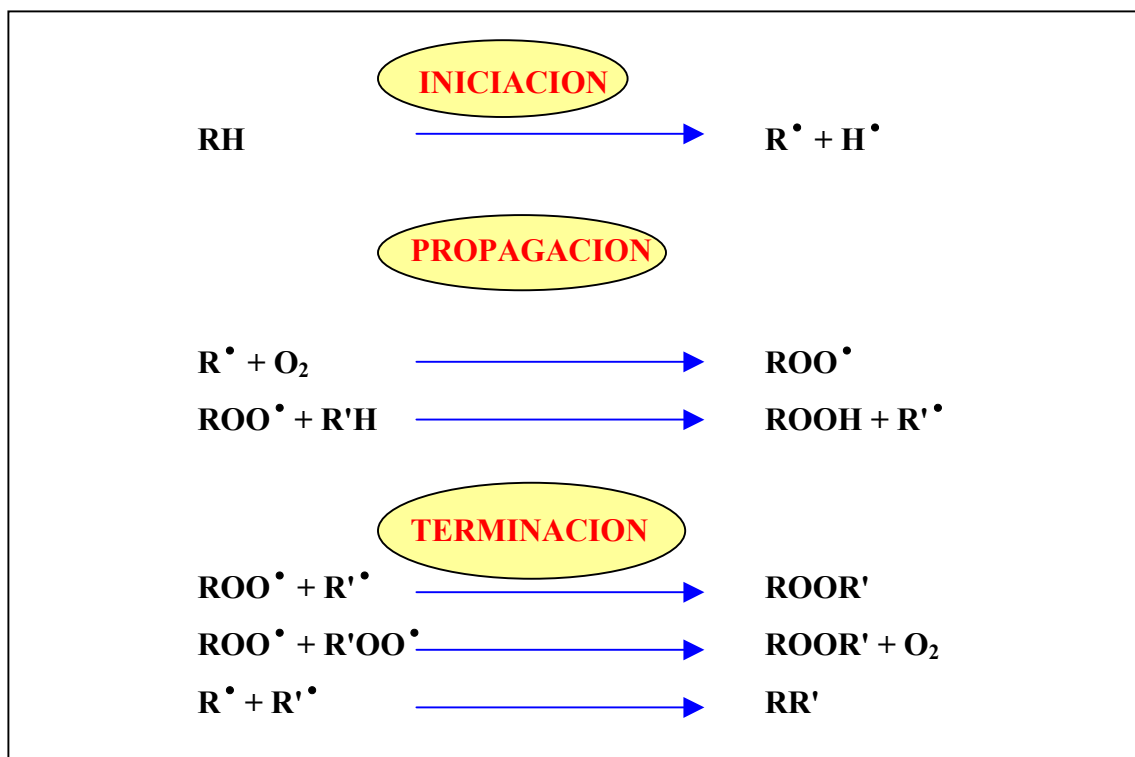 INICIACION
RH → R• + H•
PROPAGACION
R• + O₂ → ROO•
ROO• + R'H → ROOH + R'•
TERMINACION
ROO• + R'• → ROOR'
ROO• + R'OO• → ROOR' + O₂
R• + R'• → RR'